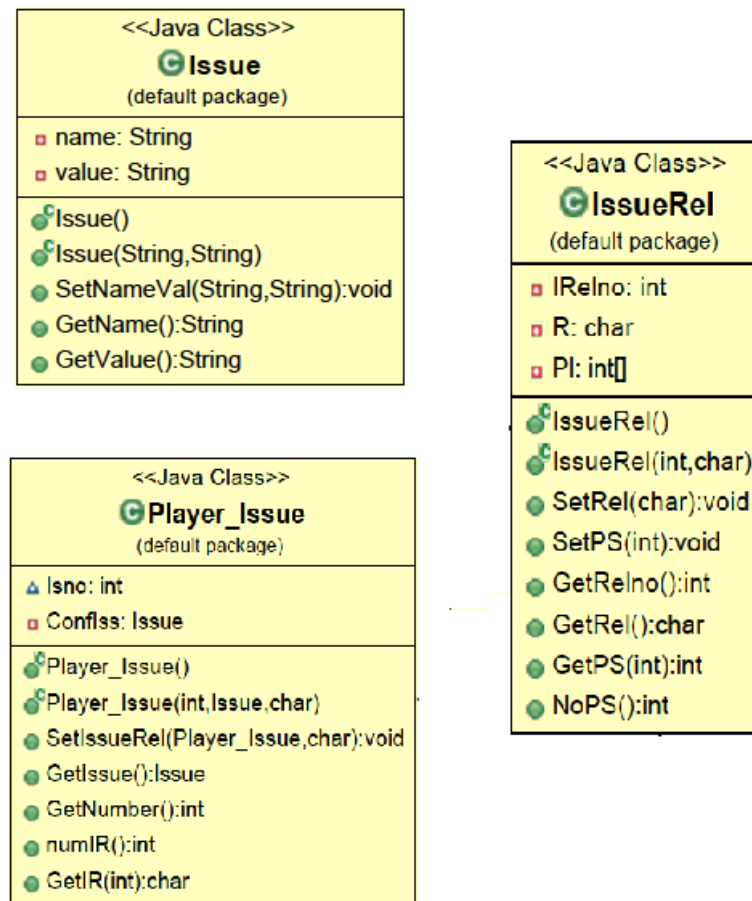 <<Java Class>>
Issue
(default package)
name: String
value: String
Issue()
Issue(String,String)
SetNameVal(String,String):void
GetName():String
GetValue():String
<<Java Class>>
Player_Issue
(default package)
Isno: int
ConfIss: Issue
Player_Issue()
Player_Issue(int,Issue,char)
SetIssueRel(Player_Issue,char):void
GetIssue():Issue
GetNumber():int
numIR():int
GetIR(int):char
<<Java Class>>
IssueRel
(default package)
IRelno: int
R: char
PI: int[]
IssueRel()
IssueRel(int,char)
SetRel(char):void
SetPS(int):void
GetRelno():int
GetRel():char
GetPS(int):int
NoPS():int